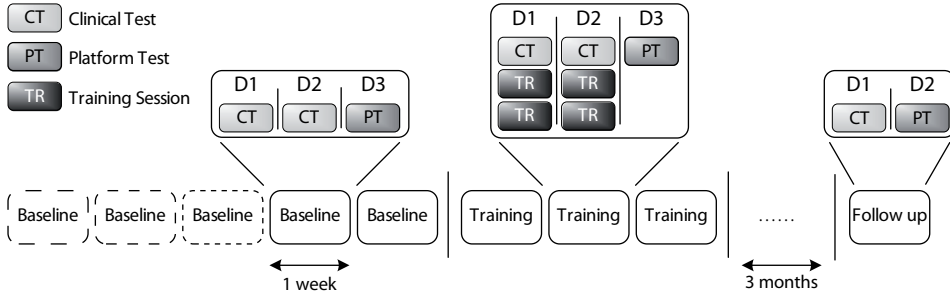 CT Clinical Test
PT Platform Test
TR Training Session
D1 D2 D3
CT CT PT
D1 D2 D3
CT CT PT
TR TR
TR TR
D1 D2
CT PT
Baseline Baseline Baseline Baseline Baseline Training Training Training ...... Follow up
1 week
3 months